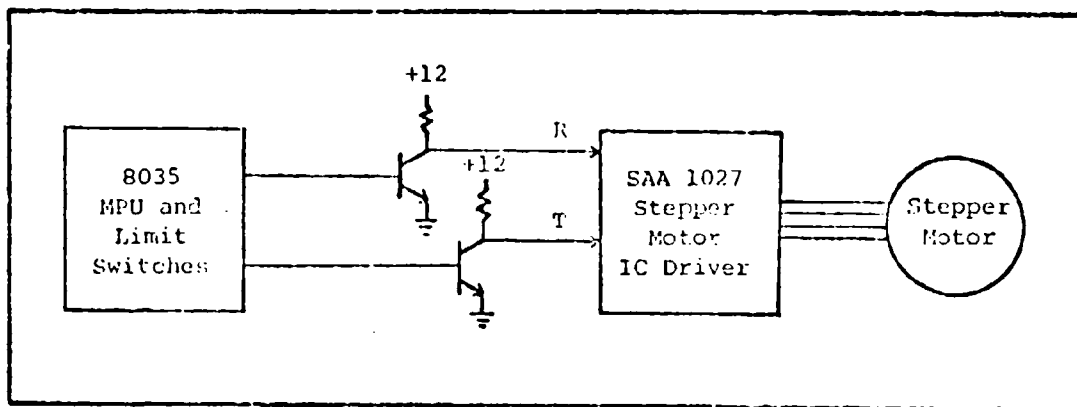 +12
R
+12
8035
MPU and
Limit
Switches
T
SAA 1027
Stepper
Motor
IC Driver
Stepper
Motor